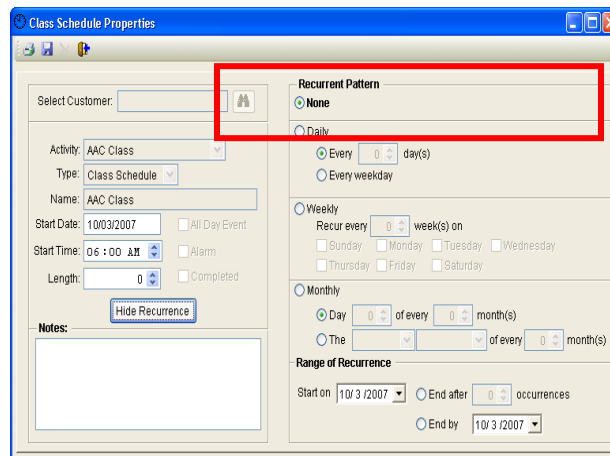 Class Schedule Properties
Select Customer:
Activity: AAC Class
Type: Class Schedule
Name: AAC Class
Start Date: 10/03/2007 All Day Event
Start Time: 06:00 AM Alarm
Length: 0 Completed
Hide Recurrence
Notes:
Recurrent Pattern
None
Daily
Every 0 day(s)
Every weekday
Weekly
Recur every 0 week(s) on
Sunday Monday Tuesday Wednesday
Thursday Friday Saturday
Monthly
Day 0 of every 0 month(s)
The of every 0 month(s)
Range of Recurrence
Start on 10/ 3 /2007 End after 0 occurrences
End by 10/ 3 /2007